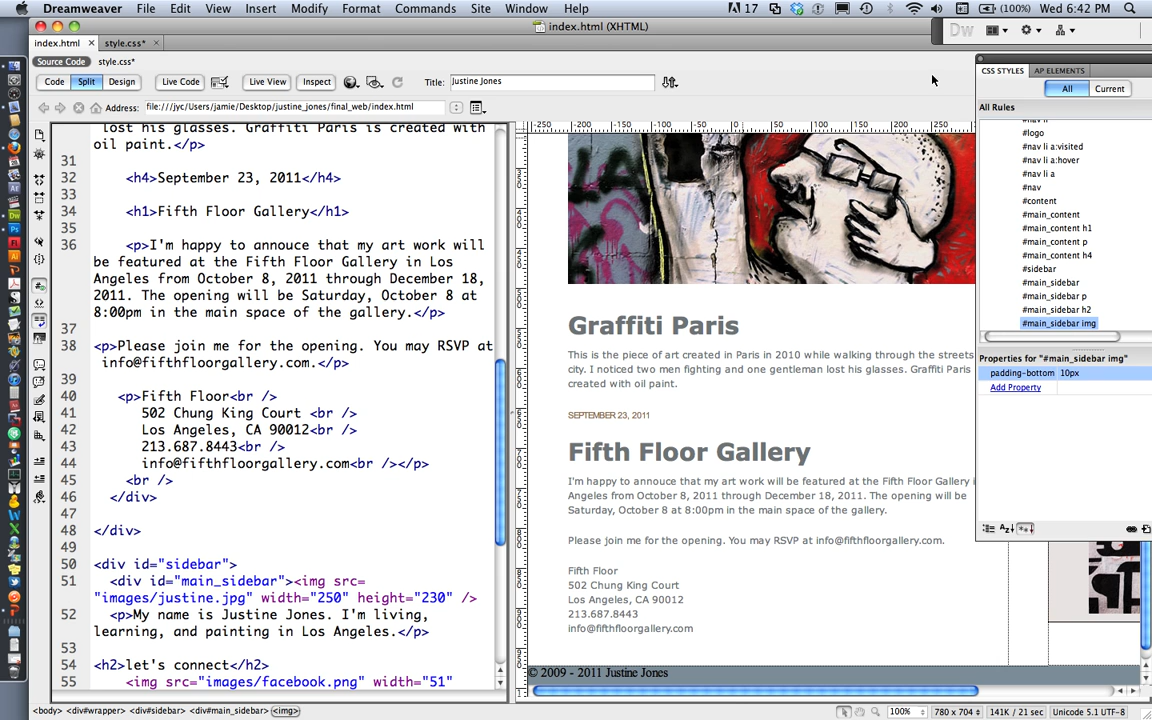 Dreamweaver File Edit View Insert Modify Format Commands Site Window Help 17 (100%) Wed 6:42 PM
index.html (XHTML)
Dw
index.html style.css*
Source Code style.css*
Code Split Design Live Code Live View Inspect Title: Justine Jones
Address: file:////jyc/Users/jamie/Desktop/justine_jones/final_web/index.html
lost his glasses. Graffiti Paris is created with
oil paint.</p>
31
32 <h4>September 23, 2011</h4>
33
34 <h1>Fifth Floor Gallery</h1>
35
36 <p>I'm happy to annouce that my art work will
be featured at the Fifth Floor Gallery in Los
Angeles from October 8, 2011 through December 18,
2011. The opening will be Saturday, October 8 at
8:00pm in the main space of the gallery.</p>
37
38 <p>Please join me for the opening. You may RSVP at
info@fifthfloorgallery.com.</p>
39
40 <p>Fifth Floor<br />
41 502 Chung King Court <br />
42 Los Angeles, CA 90012<br />
43 213.687.8443<br />
44 info@fifthfloorgallery.com<br /></p>
45 <br />
46 </div>
47
48 </div>
49
50 <div id="sidebar">
51 <div id="main_sidebar"><img src=
"images/justine.jpg" width="250" height="230" />
52 <p>My name is Justine Jones. I'm living,
learning, and painting in Los Angeles.</p>
53
54 <h2>let's connect</h2>
55 <img src="images/facebook.png" width="51"
-250 -200 -150 -100 -50 0 50 100 150 200 250 300
Graffiti Paris
This is the piece of art created in Paris in 2010 while walking through the streets
city. I noticed two men fighting and one gentleman lost his glasses. Graffiti Paris
created with oil paint.
SEPTEMBER 23, 2011
Fifth Floor Gallery
I'm happy to annouce that my art work will be featured at the Fifth Floor Gallery i
Angeles from October 8, 2011 through December 18, 2011. The opening will be
Saturday, October 8 at 8:00pm in the main space of the gallery.
Please join me for the opening. You may RSVP at info@fifthfloorgallery.com.
Fifth Floor
502 Chung King Court
Los Angeles, CA 90012
213.687.8443
info@fifthfloorgallery.com
© 2009 - 2011 Justine Jones
CSS STYLES AP ELEMENTS
All Current
All Rules
#nav li
#logo
#nav li a:visited
#nav li a:hover
#nav li a
#nav
#content
#main_content
#main_content h1
#main_content p
#main_content h4
#sidebar
#main_sidebar
#main_sidebar p
#main_sidebar h2
#main_sidebar img
Properties for "#main_sidebar img"
padding-bottom 10px
Add Property
<body> <div#wrapper> <div#sidebar> <div#main_sidebar> <img> 100% 780 x 704 141K / 21 sec Unicode 5.1 UTF-8